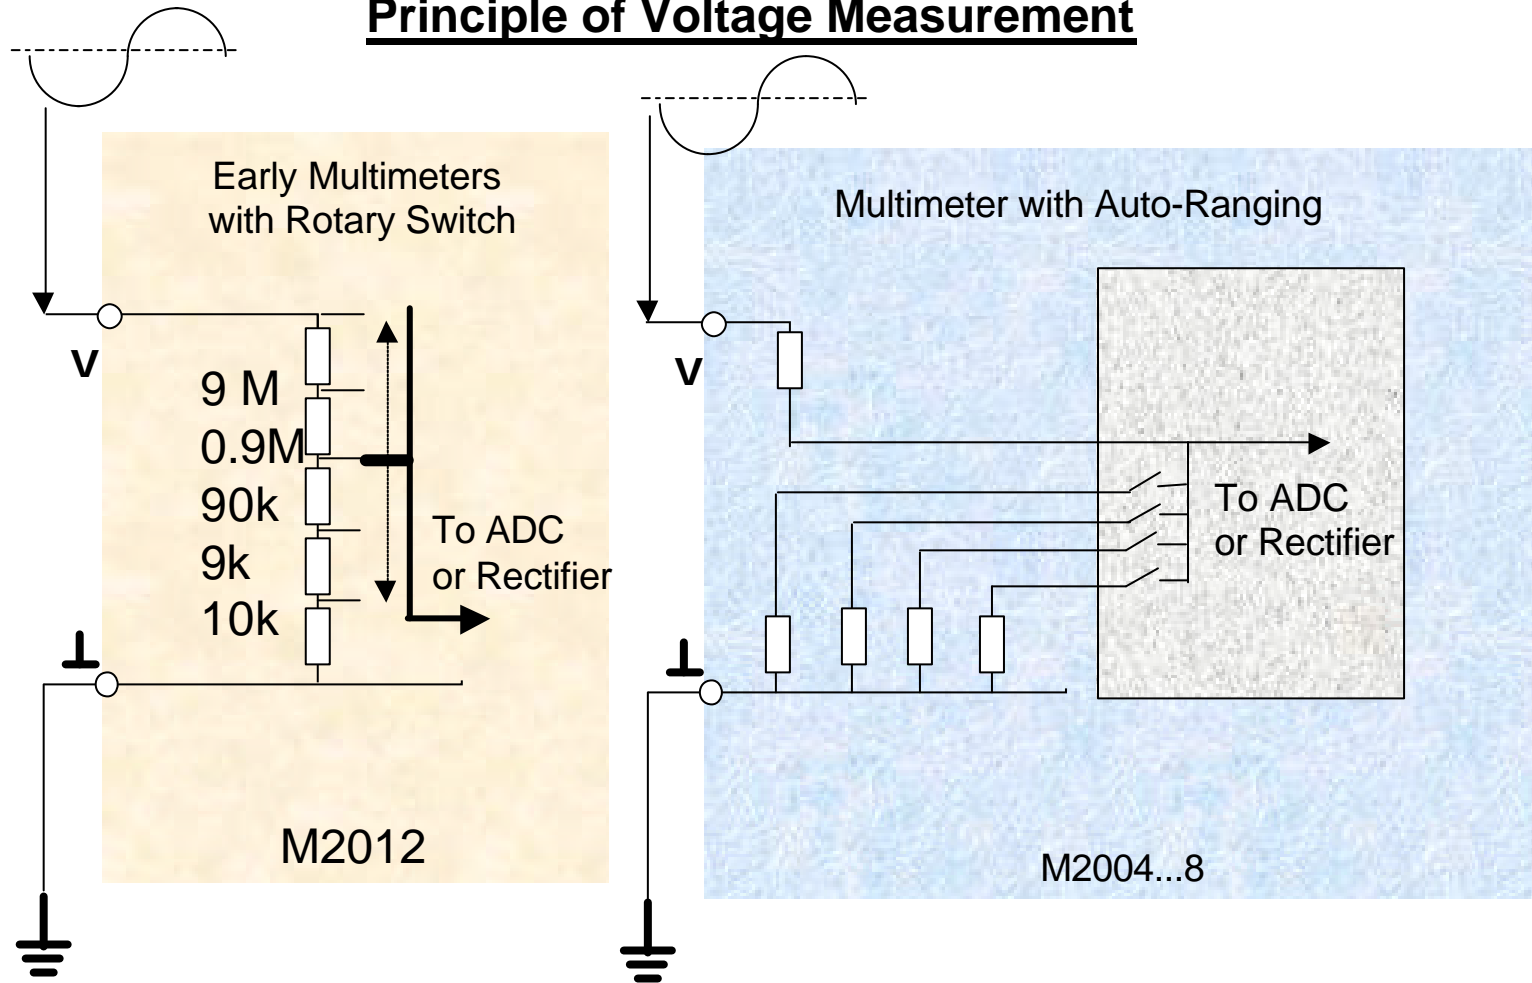 Principle of Voltage Measurement
Early Multimeters
with Rotary Switch
V
9 M
0.9M
90k
9k
10k
To ADC
or Rectifier
M2012
Multimeter with Auto-Ranging
V
To ADC
or Rectifier
M2004...8